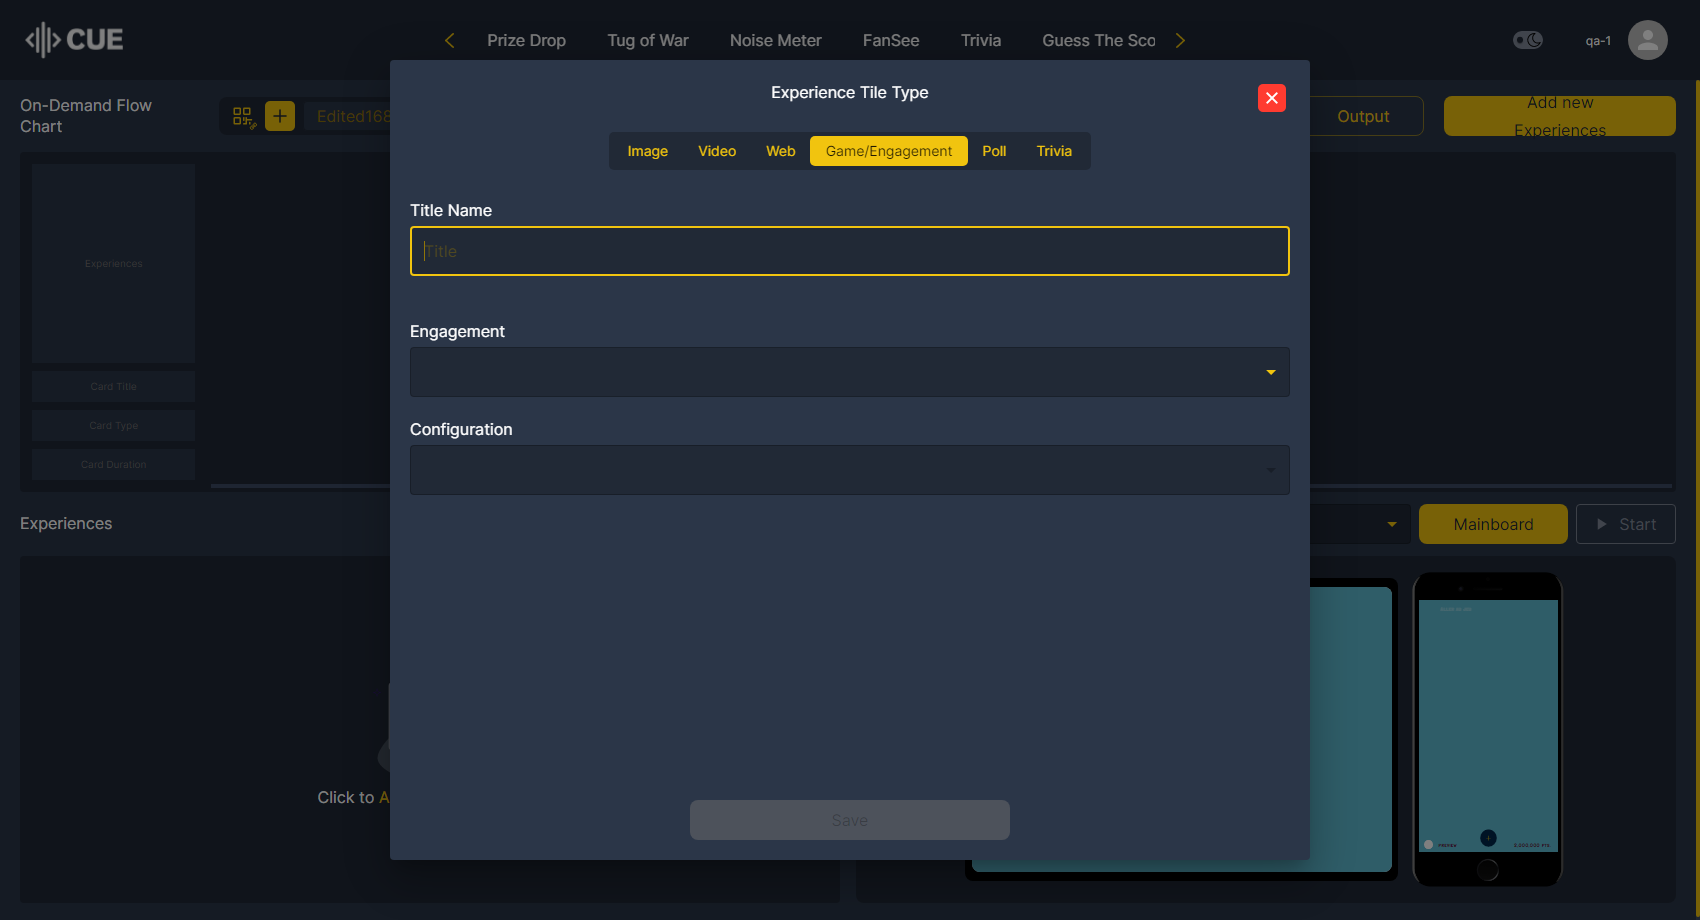 CUE
Prize Drop
Tug of War
Noise Meter
FanSee
Trivia
Guess The Sco
qa-1
On-Demand Flow
Chart
Edited168
Output
Add new
Experiences
Experience Tile Type
Image
Video
Web
Game/Engagement
Poll
Trivia
Title Name
Title
Engagement
Configuration
Save
Experiences
Card Title
Card Type
Card Duration
Experiences
Mainboard
Start
Click to A
PREVIEW